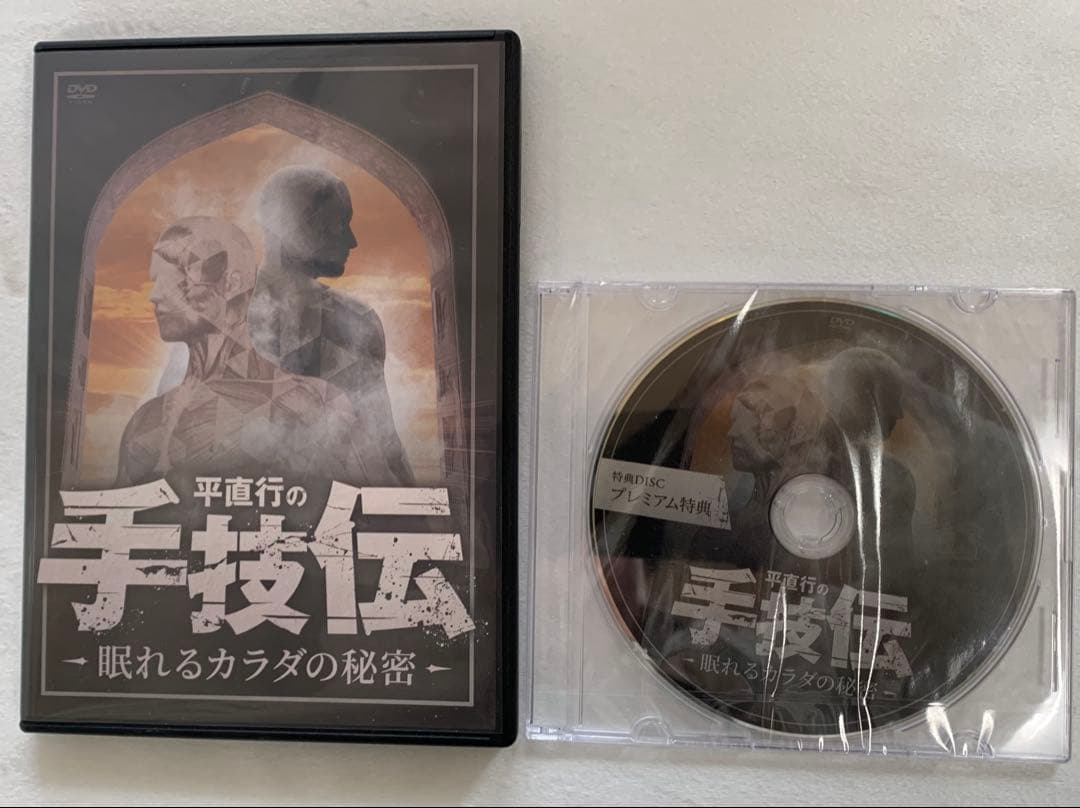 DVD
VIDEO
平直行の
手技伝
眠れるカラダの秘密
DVD
特典DISC
プレミアム特典
平直行の
手技伝
眠れるカラダの秘密